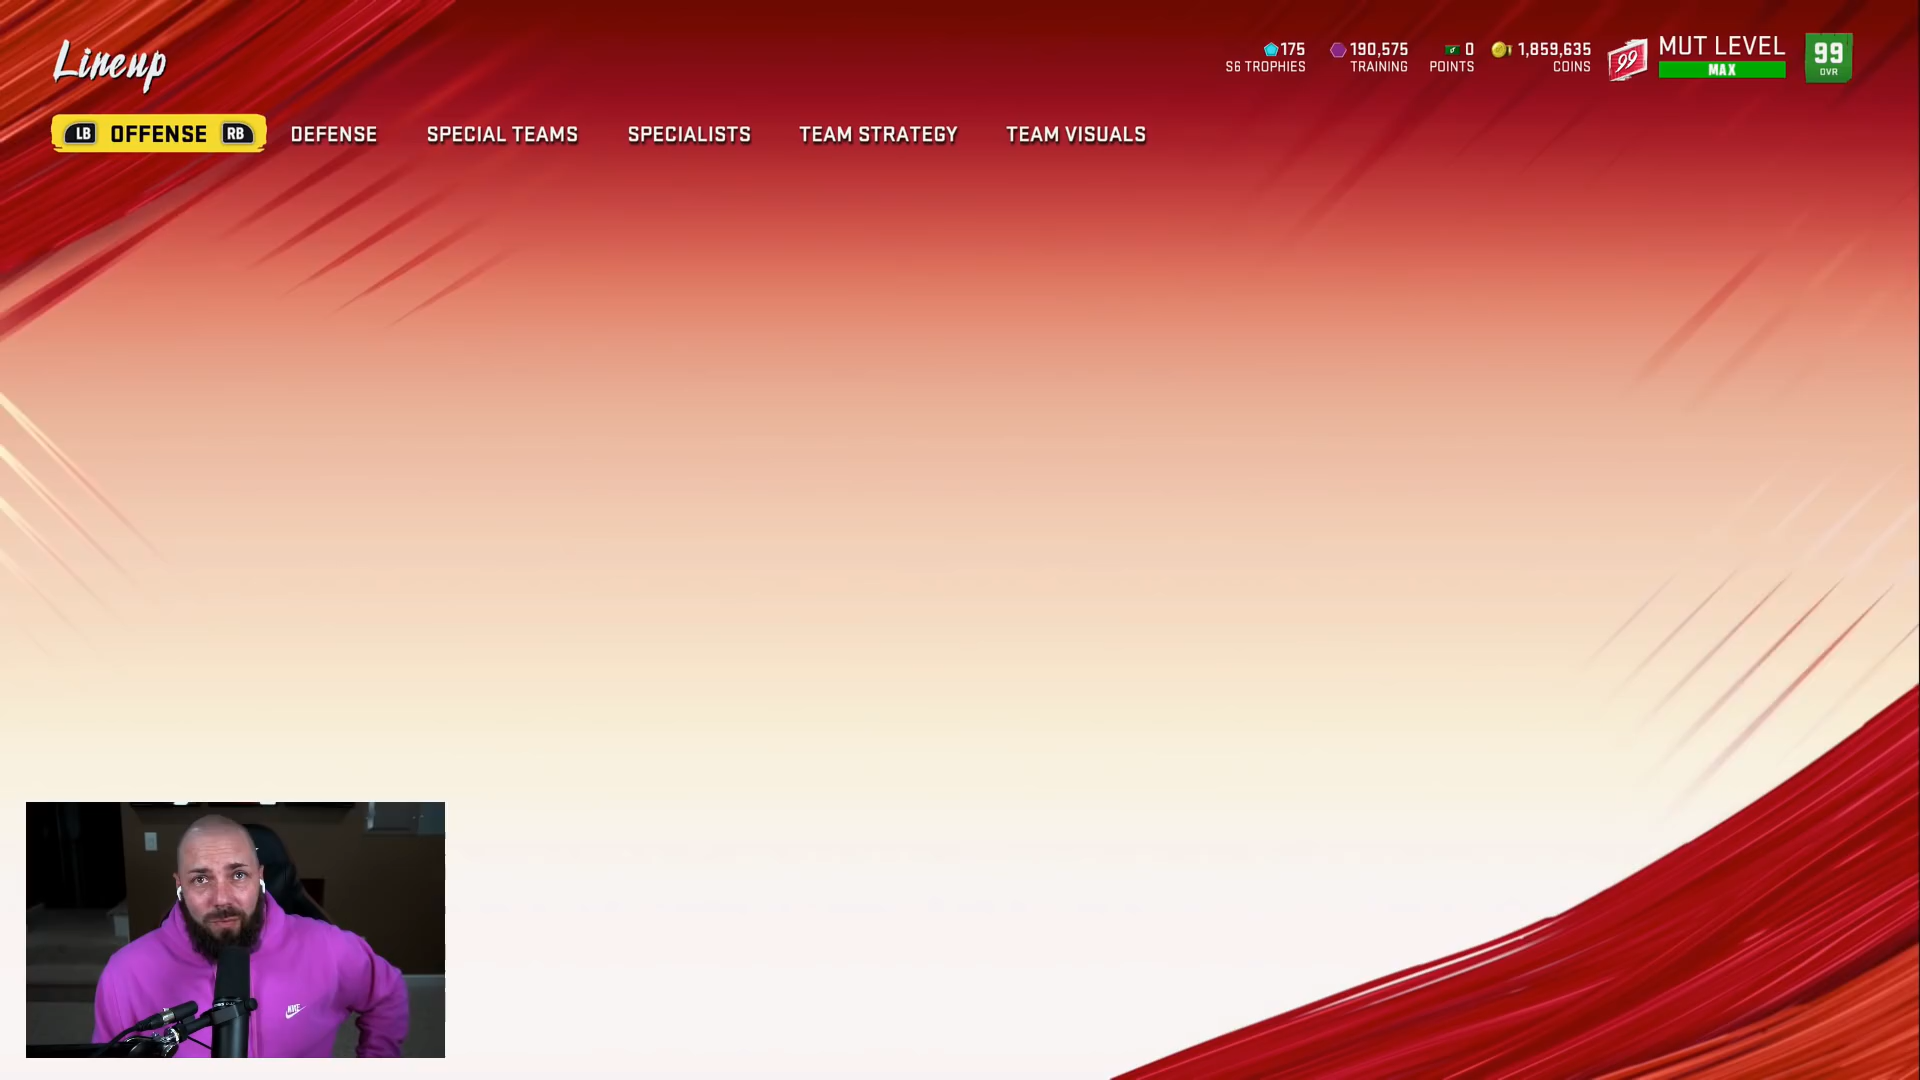 Lineup
175
S6 TROPHIES
190,575
TRAINING
0
POINTS
1,859,635
COINS
99
MUT LEVEL
MAX
99
OVR
LB OFFENSE RB
DEFENSE
SPECIAL TEAMS
SPECIALISTS
TEAM STRATEGY
TEAM VISUALS
NIKE